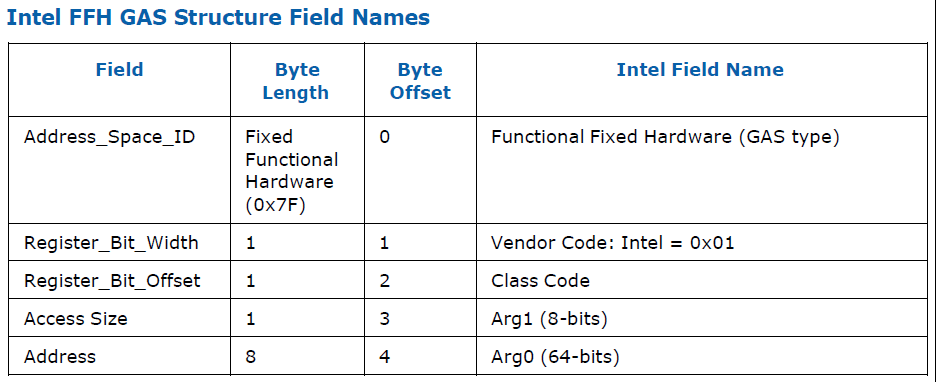 Intel FFH GAS Structure Field Names
Field Byte Length Byte Offset Intel Field Name
Address_Space_ID Fixed Functional Hardware (0x7F) 0 Functional Fixed Hardware (GAS type)
Register_Bit_Width 1 1 Vendor Code: Intel = 0x01
Register_Bit_Offset 1 2 Class Code
Access Size 1 3 Arg1 (8-bits)
Address 8 4 Arg0 (64-bits)